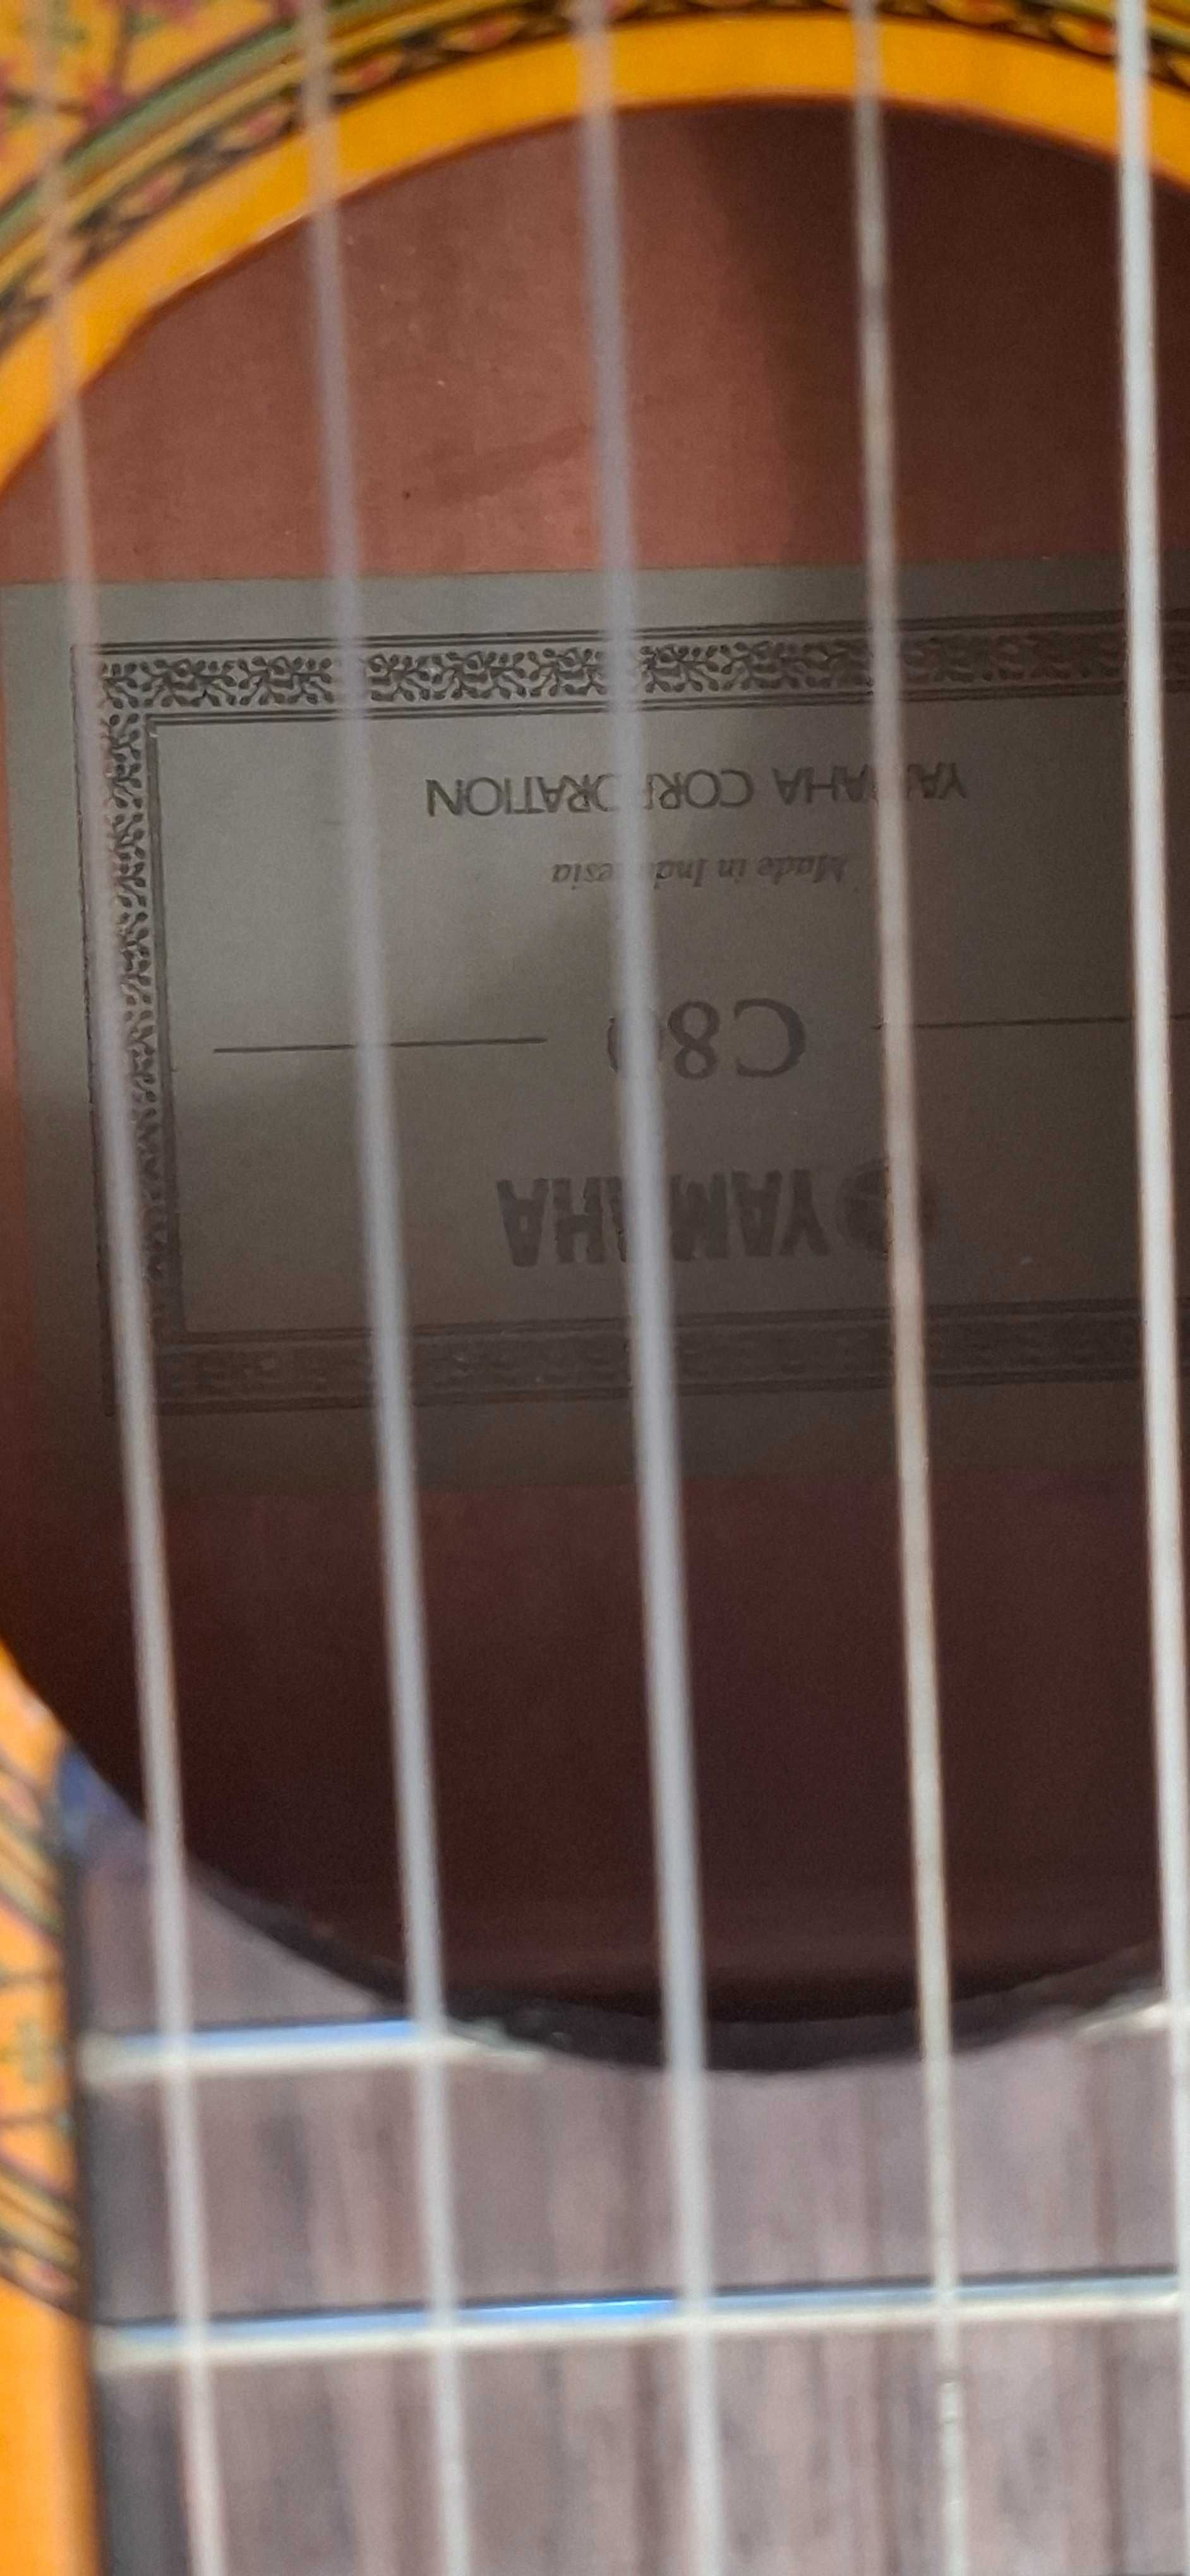 YAMAHA
C80
Made in Indonesia
YAMAHA CORPORATION